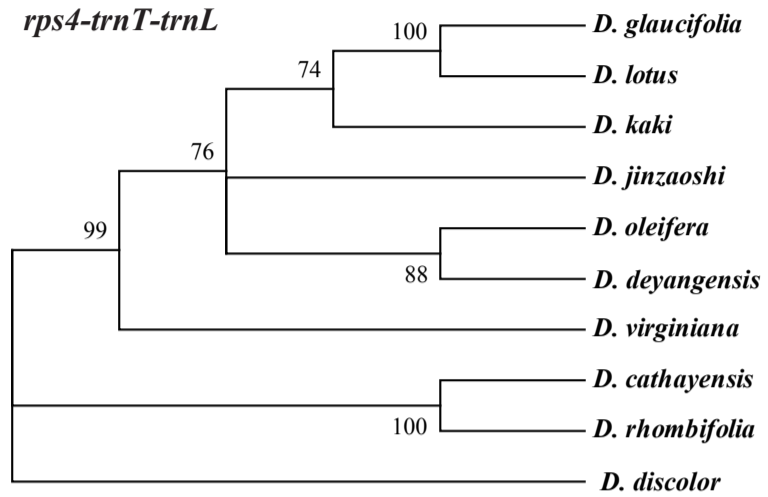 rps4-trnT-trnL
100
D. glaucifolia
D. lotus
74
D. kaki
76
D. jinzaoshi
D. oleifera
99
88
D. deyangensis
D. virginiana
D. cathayensis
100
D. rhombifolia
D. discolor